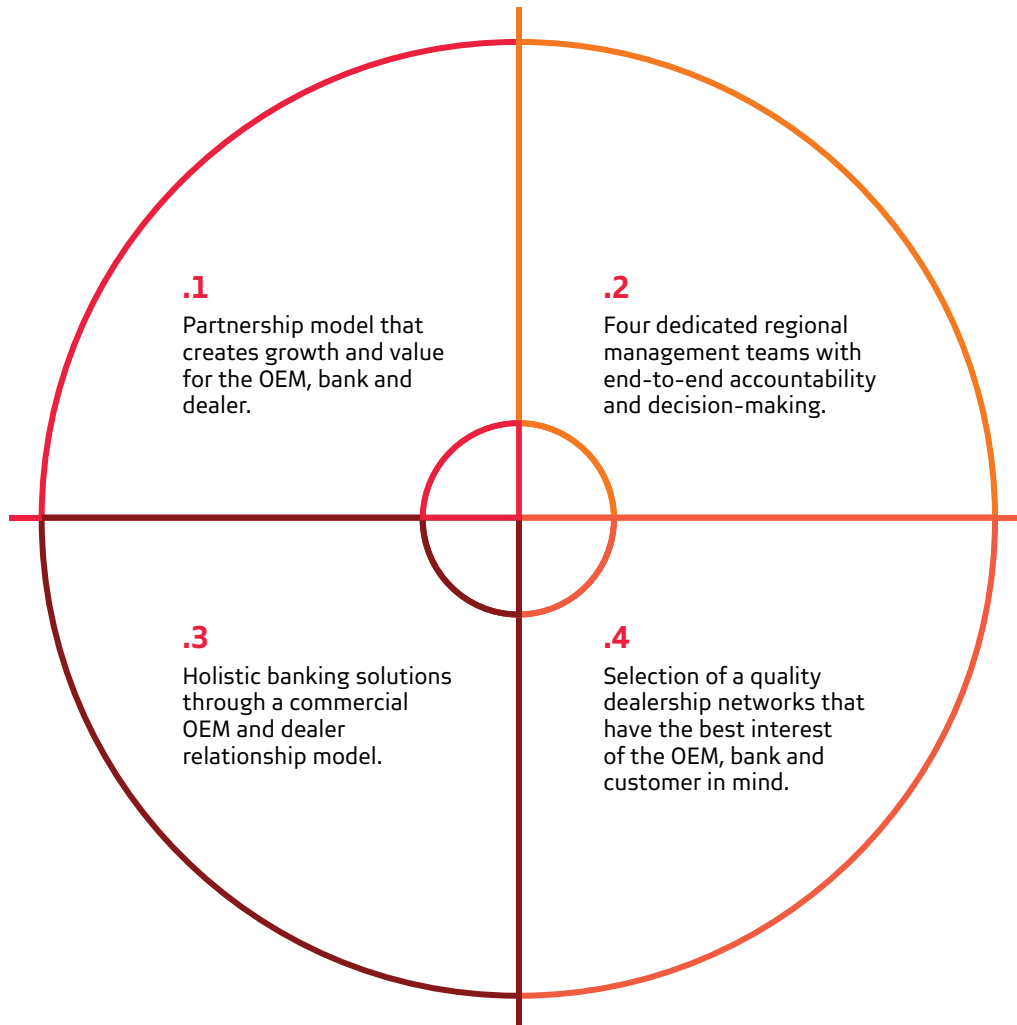 .1
Partnership model that
creates growth and value
for the OEM, bank and
dealer.
.2
Four dedicated regional
management teams with
end-to-end accountability
and decision-making.
.3
Holistic banking solutions
through a commercial
OEM and dealer
relationship model.
.4
Selection of a quality
dealership networks that
have the best interest
of the OEM, bank and
customer in mind.